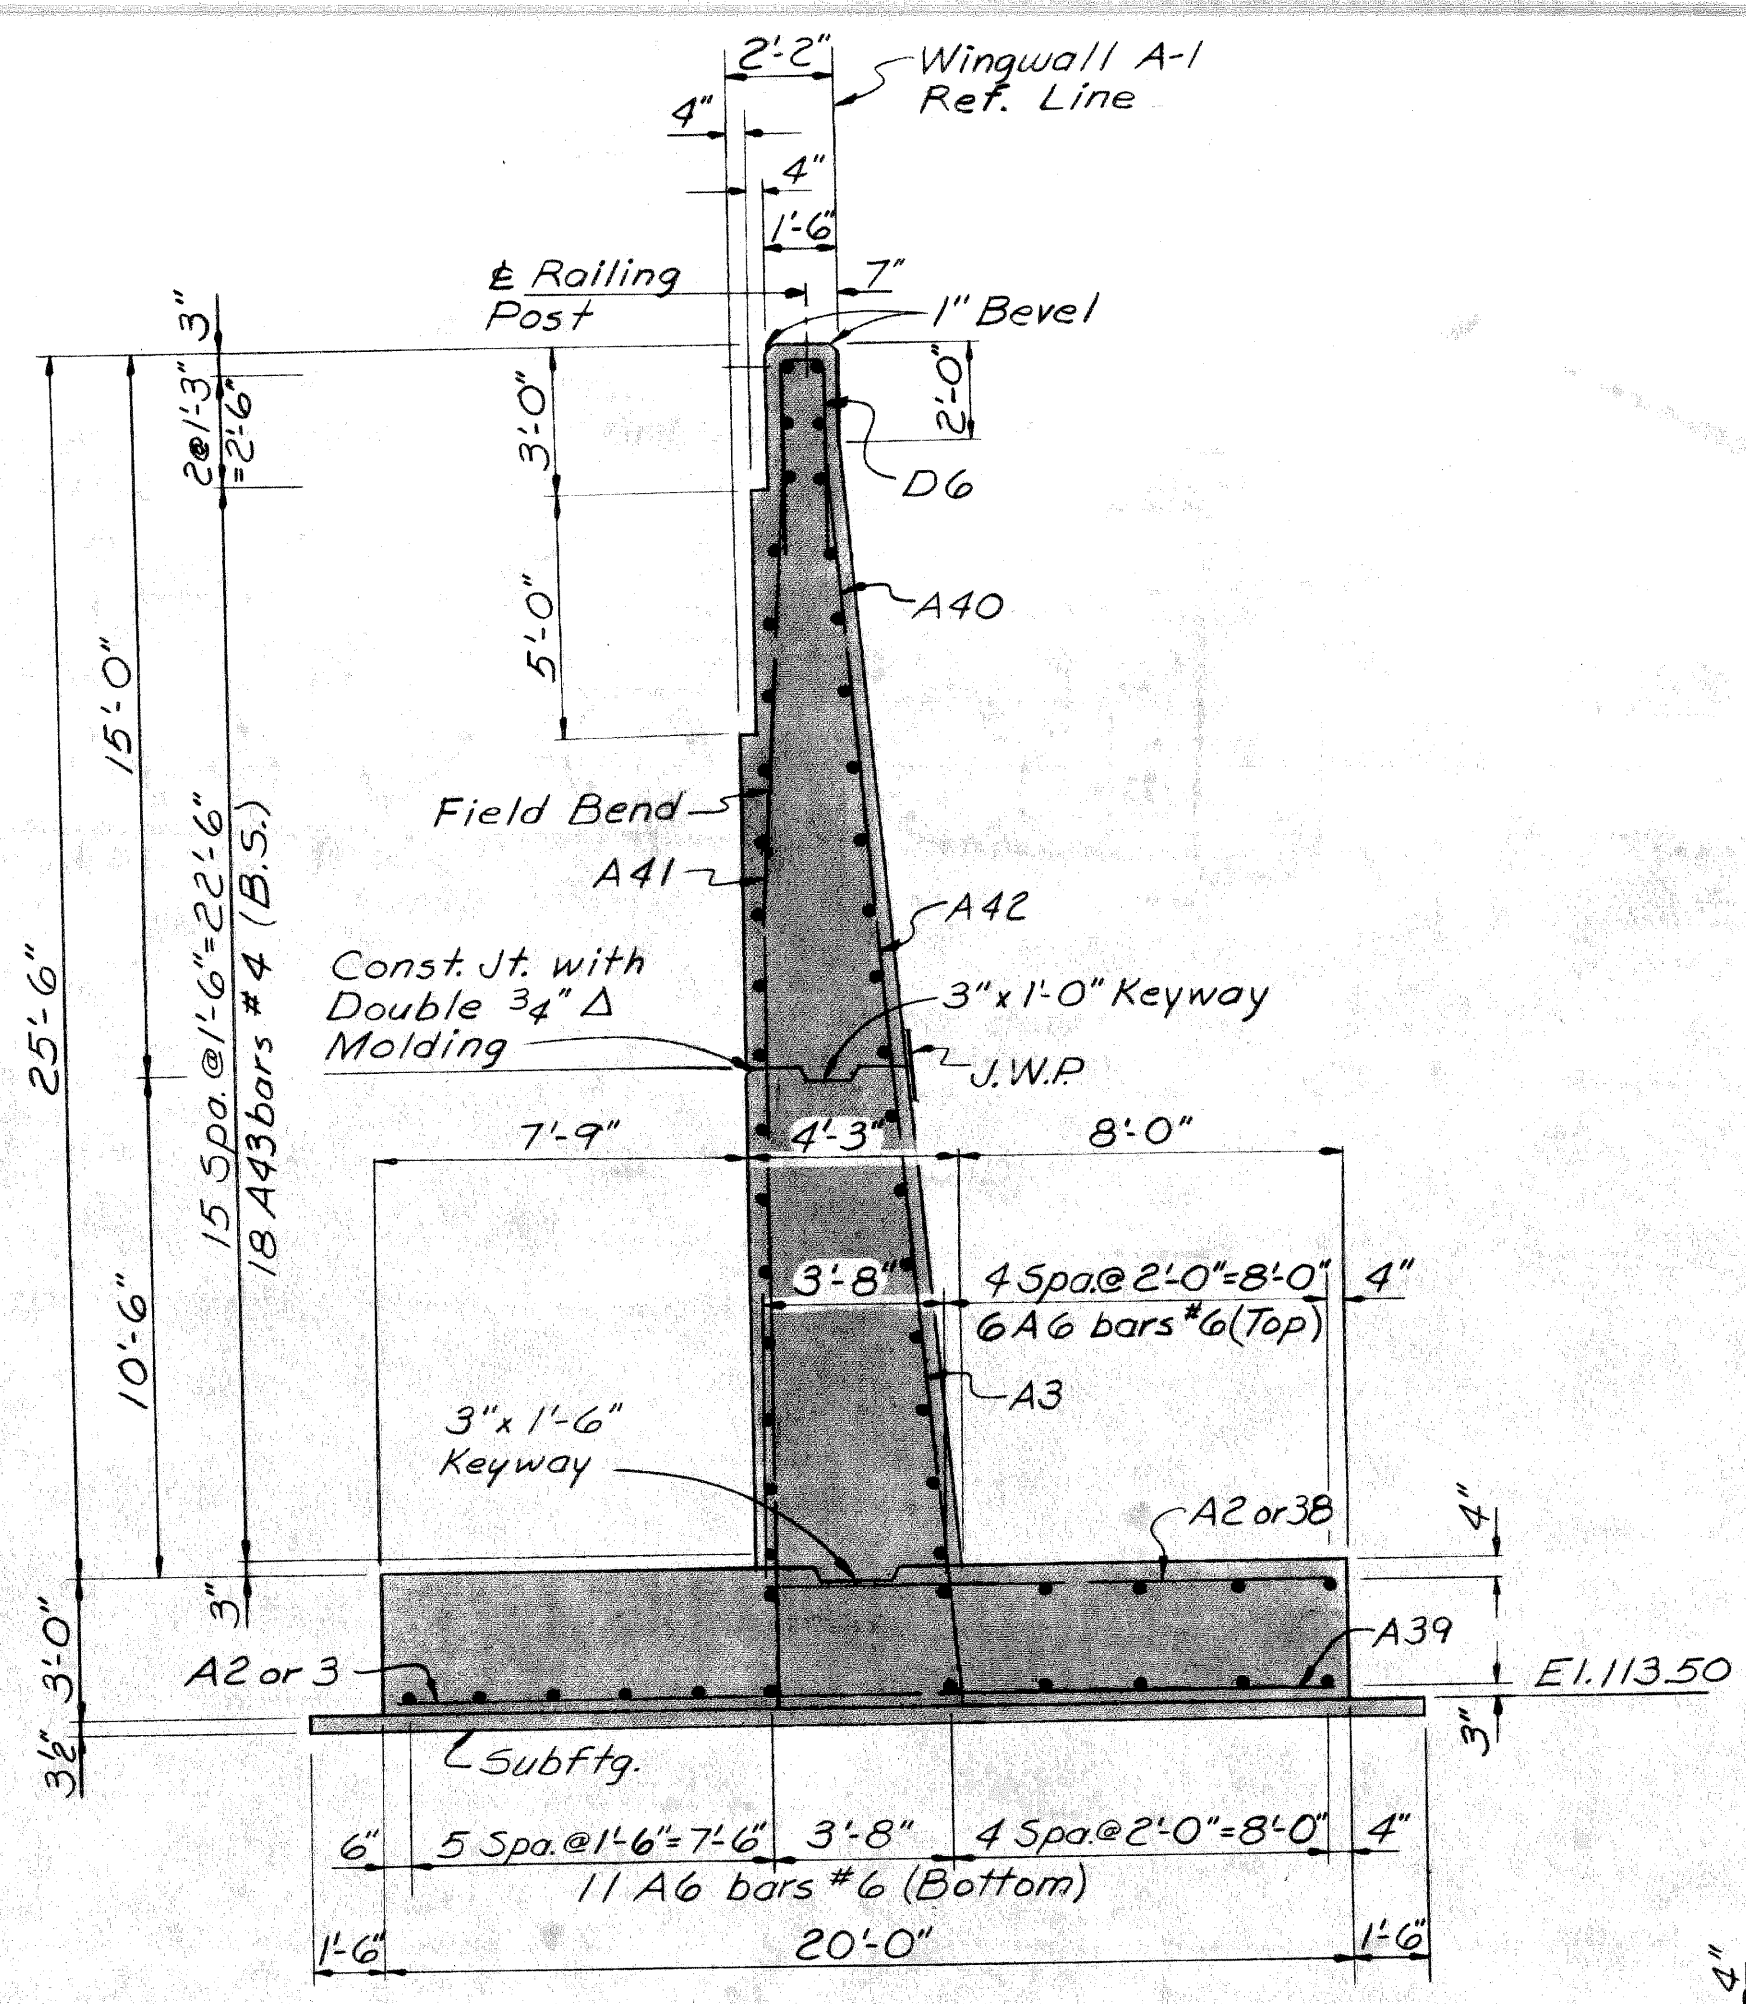 2'-2"
Wingwall A-1
Ref. Line
4"
4"
1'-6"
℄ Railing
Post
7"
1" Bevel
3"
2@1'-3"
=2'-6"
3'-0"
2'-0"
D6
A40
5'-0"
15'-0"
25'-6"
15 Spa.@1'-6"=22'-6"
18 A43 bars #4 (B.S.)
Field Bend
A41
A42
Const. Jt. with
Double 3/4" Δ
Molding
3" x 1'-0" Keyway
J.W.P.
7'-9"
4'-3"
8'-0"
10'-6"
3'-8"
4 Spa.@2'-0"=8'-0"
4"
6 A6 bars #6 (Top)
A3
3" x 1'-6"
Keyway
A2 or 38
4"
3"
3'-0"
3½"
A2 or 3
A39
El. 113.50
3"
Subftg.
6"
5 Spa.@1'-6"=7'-6"
3'-8"
4 Spa.@2'-0"=8'-0"
4"
11 A6 bars #6 (Bottom)
1'-6"
20'-0"
1'-6"
4"